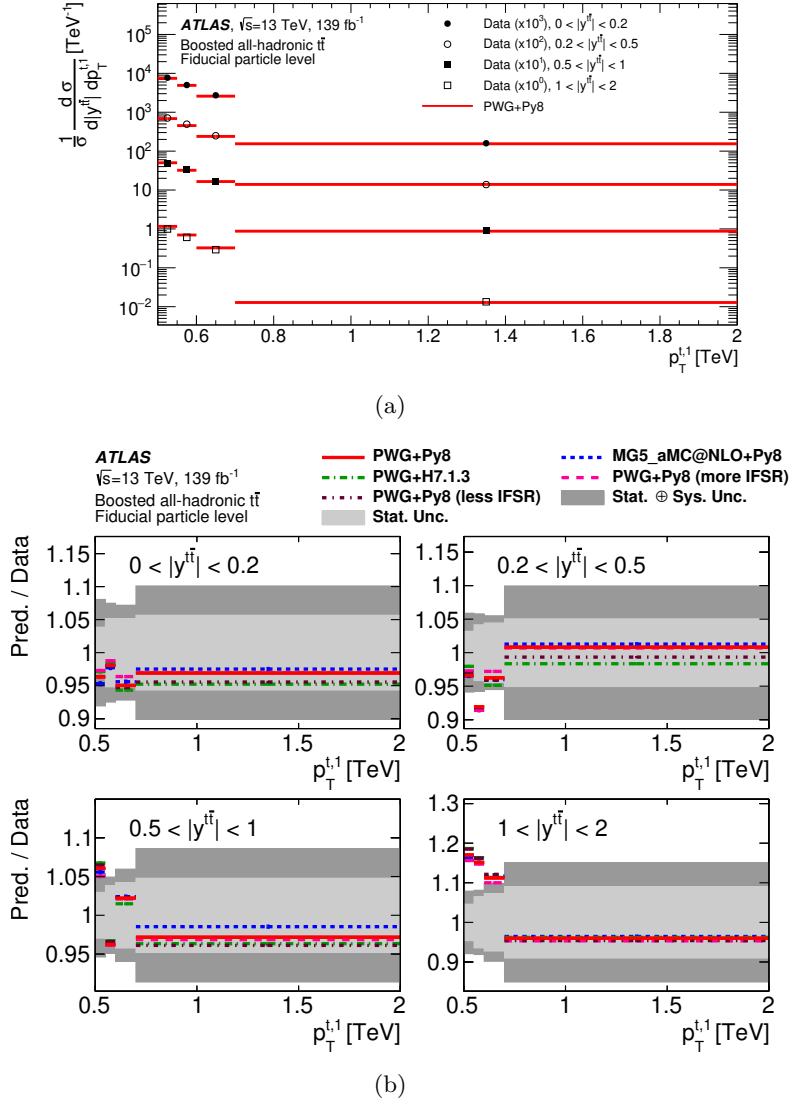 ATLAS, √s=13 TeV, 139 fb⁻¹
Boosted all-hadronic tt̄
Fiducial particle level
Data (x10³), 0 < |y^tt̄| < 0.2
Data (x10²), 0.2 < |y^tt̄| < 0.5
Data (x10¹), 0.5 < |y^tt̄| < 1
Data (x10⁰), 1 < |y^tt̄| < 2
PWG+Py8
1/σ d σ / d|y^tt̄| dp_T^t,1 [TeV⁻¹]
10⁵
10⁴
10³
10²
10
1
10⁻¹
10⁻²
0.6 0.8 1 1.2 1.4 1.6 1.8 2
p_T^t,1 [TeV]
(a)
ATLAS
√s=13 TeV, 139 fb⁻¹
Boosted all-hadronic tt̄
Fiducial particle level
PWG+Py8
PWG+H7.1.3
PWG+Py8 (less IFSR)
Stat. Unc.
MG5_aMC@NLO+Py8
PWG+Py8 (more IFSR)
Stat. ⊕ Sys. Unc.
Pred. / Data
0 < |y^tt̄| < 0.2
1.15
1.1
1.05
1
0.95
0.9
0.5 1 1.5 2
p_T^t,1 [TeV]
0.2 < |y^tt̄| < 0.5
1.15
1.1
1.05
1
0.95
0.9
0.5 1 1.5 2
p_T^t,1 [TeV]
Pred. / Data
0.5 < |y^tt̄| < 1
1.1
1.05
1
0.95
0.5 1 1.5 2
p_T^t,1 [TeV]
1 < |y^tt̄| < 2
1.3
1.2
1.1
1
0.9
0.5 1 1.5 2
p_T^t,1 [TeV]
(b)